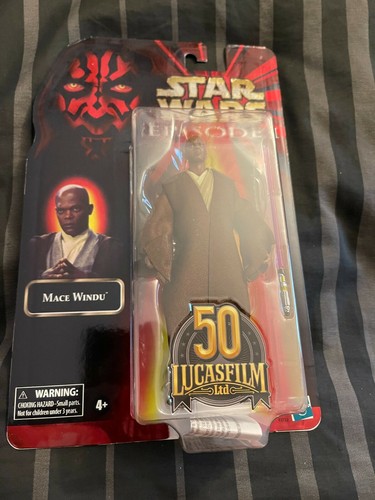 STAR
WARS
EPISODE I
MACE WINDU
50
LUCASFILM
Ltd
WARNING:
CHOKING HAZARD - Small parts.
Not for children under 3 years.
4+